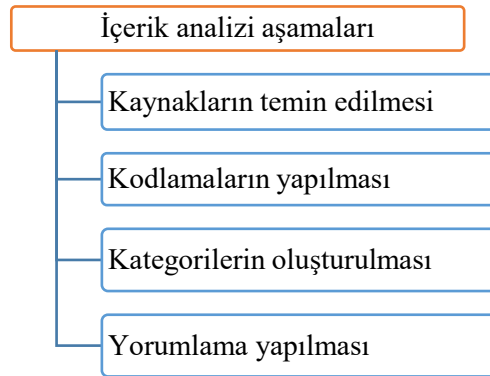 İçerik analizi aşamaları
Kaynakların temin edilmesi
Kodlamaların yapılması
Kategorilerin oluşturulması
Yorumlama yapılması